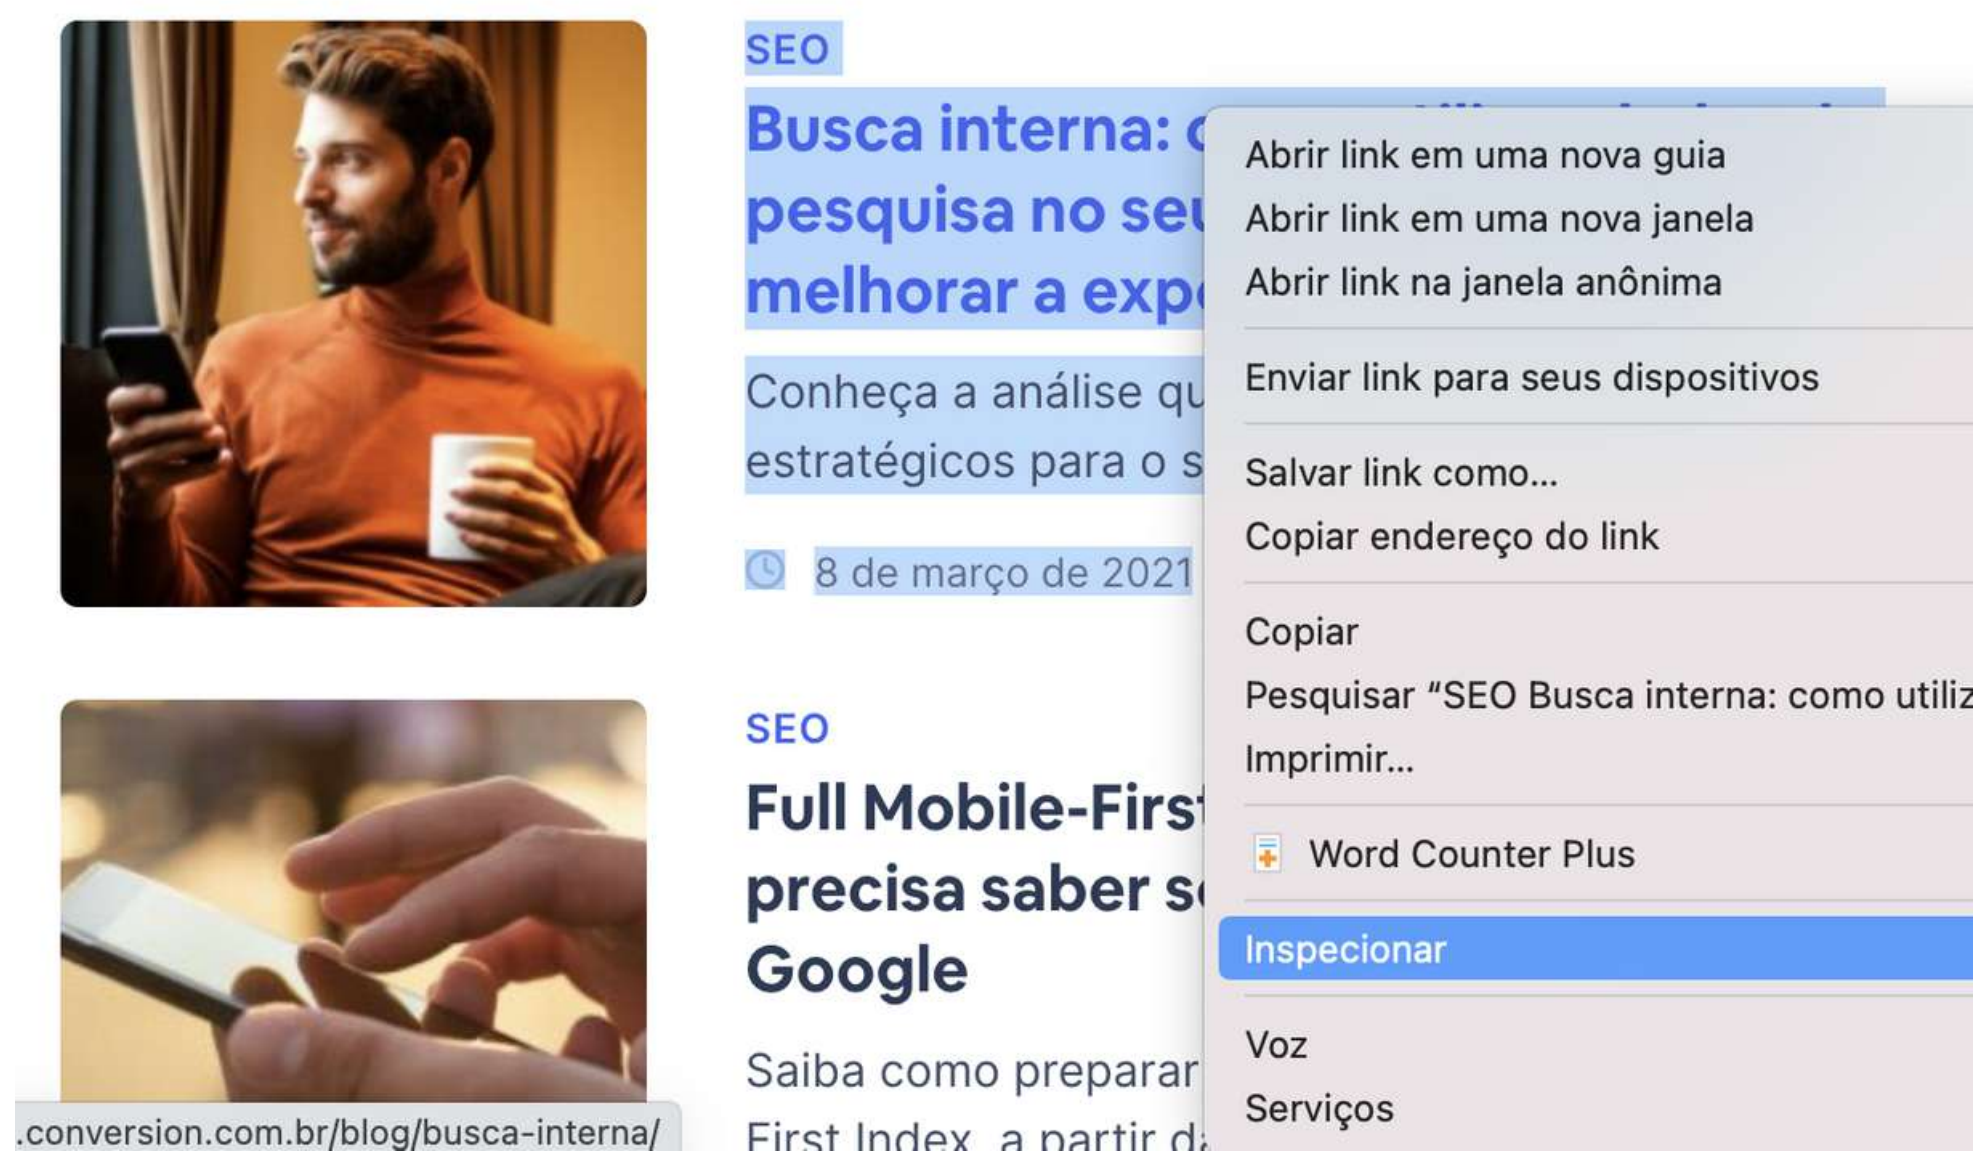 SEO
Busca interna:
pesquisa no seu
melhorar a exp
Conheça a análise qu
estratégicos para o s
8 de março de 2021
SEO
Full Mobile-First
precisa saber s
Google
Saiba como preparar
First Index, a partir da
.conversion.com.br/blog/busca-interna/
Abrir link em uma nova guia
Abrir link em uma nova janela
Abrir link na janela anônima
Enviar link para seus dispositivos
Salvar link como...
Copiar endereço do link
Copiar
Pesquisar “SEO Busca interna: como utiliz
Imprimir...
Word Counter Plus
Inspecionar
Voz
Serviços